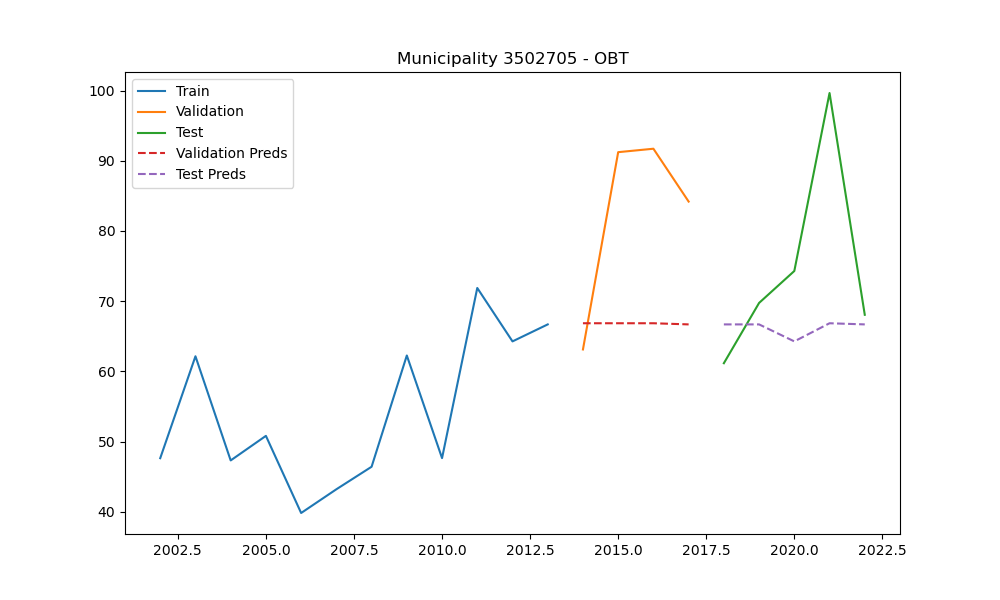 Municipality 3502705 - OBT
Train
Validation
Test
Validation Preds
Test Preds
100
90
80
70
60
50
40
2002.5 2005.0 2007.5 2010.0 2012.5 2015.0 2017.5 2020.0 2022.5